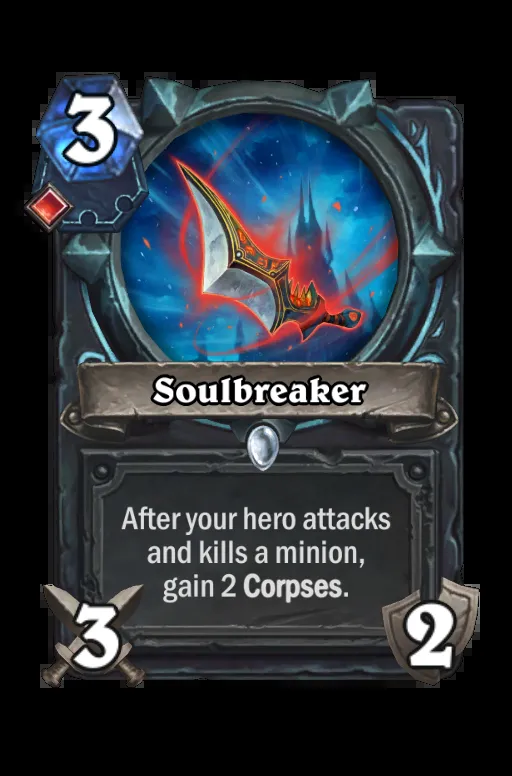 3
Soulbreaker
After your hero attacks
and kills a minion,
gain 2 Corpses.
3
2